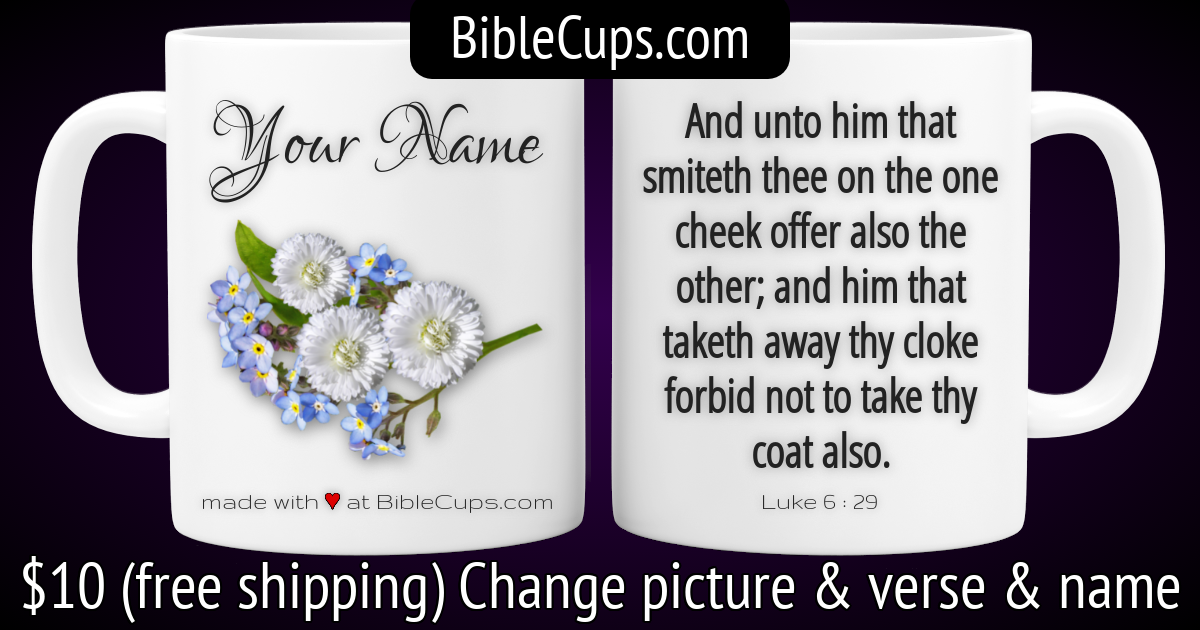 BibleCups.com
Your Name
made with ♥ at BibleCups.com
And unto him that
smiteth thee on the one
cheek offer also the
other; and him that
taketh away thy cloke
forbid not to take thy
coat also.
Luke 6 : 29
$10 (free shipping) Change picture & verse & name